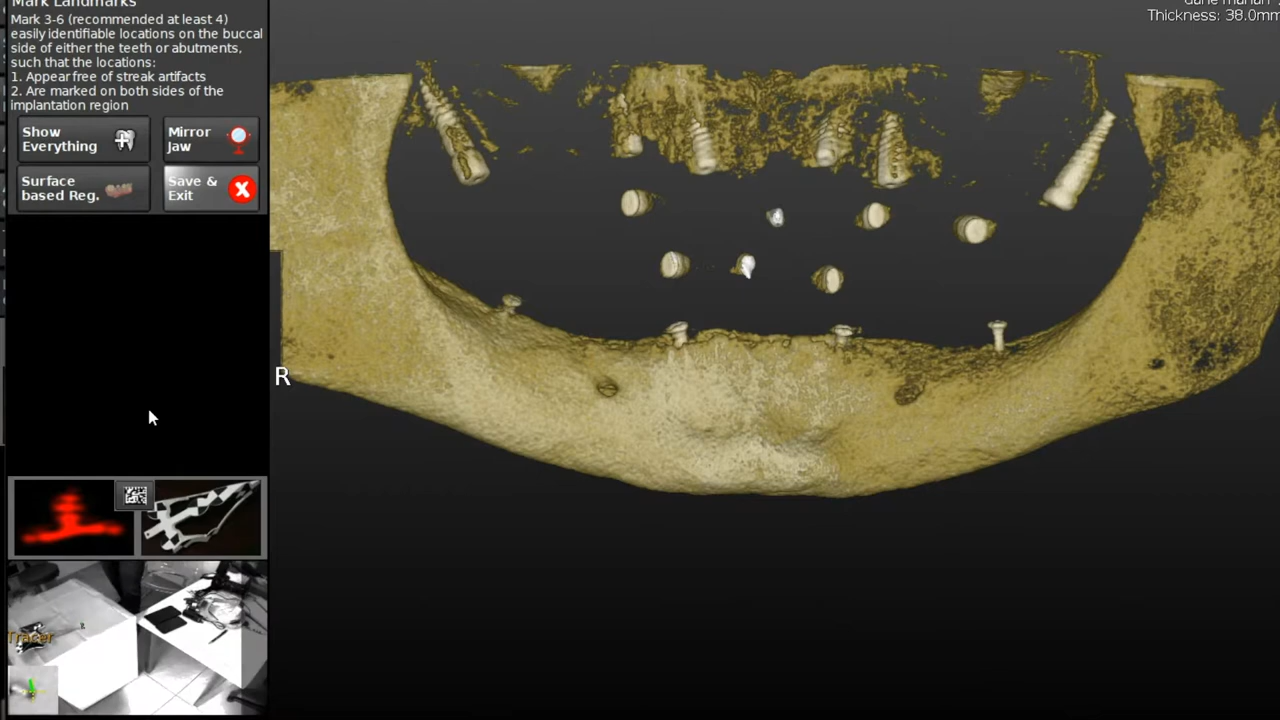 Mark Landmarks
Thickness: 38.0mm
Mark 3-6 (recommended at least 4)
easily identifiable locations on the buccal
side of either the teeth or abutments,
such that the locations:
1. Appear free of streak artifacts
2. Are marked on both sides of the
implantation region
Show
Everything
Mirror
Jaw
Surface
based Reg.
Save &
Exit
R
Tracer